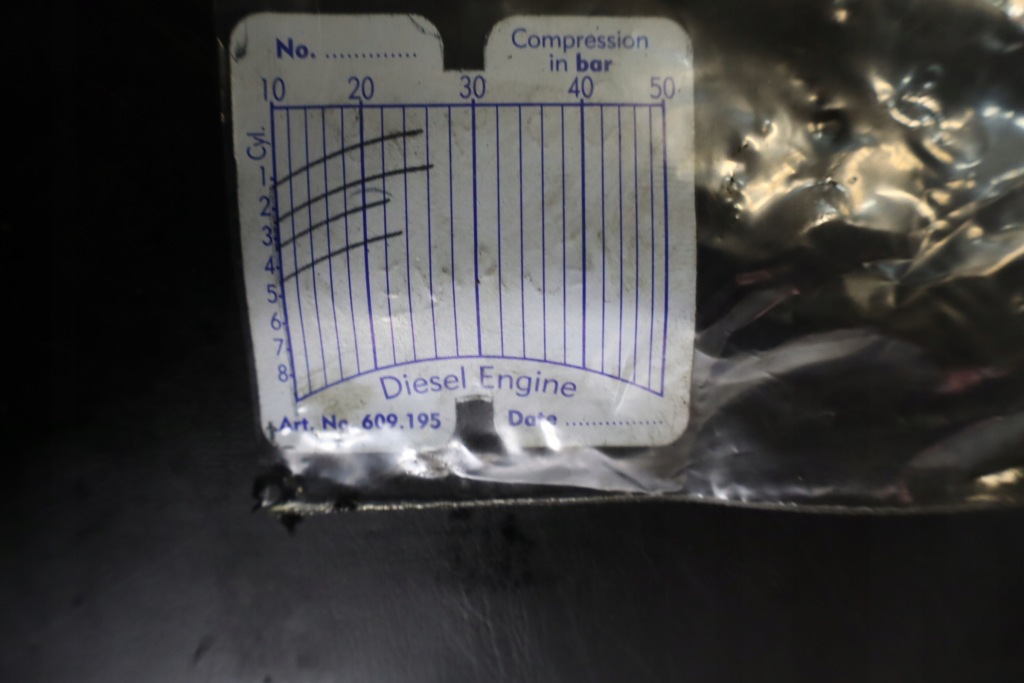 No. ..............
Compression
in bar
10 20 30 40 50
Cyl.
1
2
3
4
5
6
7
8
Diesel Engine
Art. No. 609.195
Date ...............